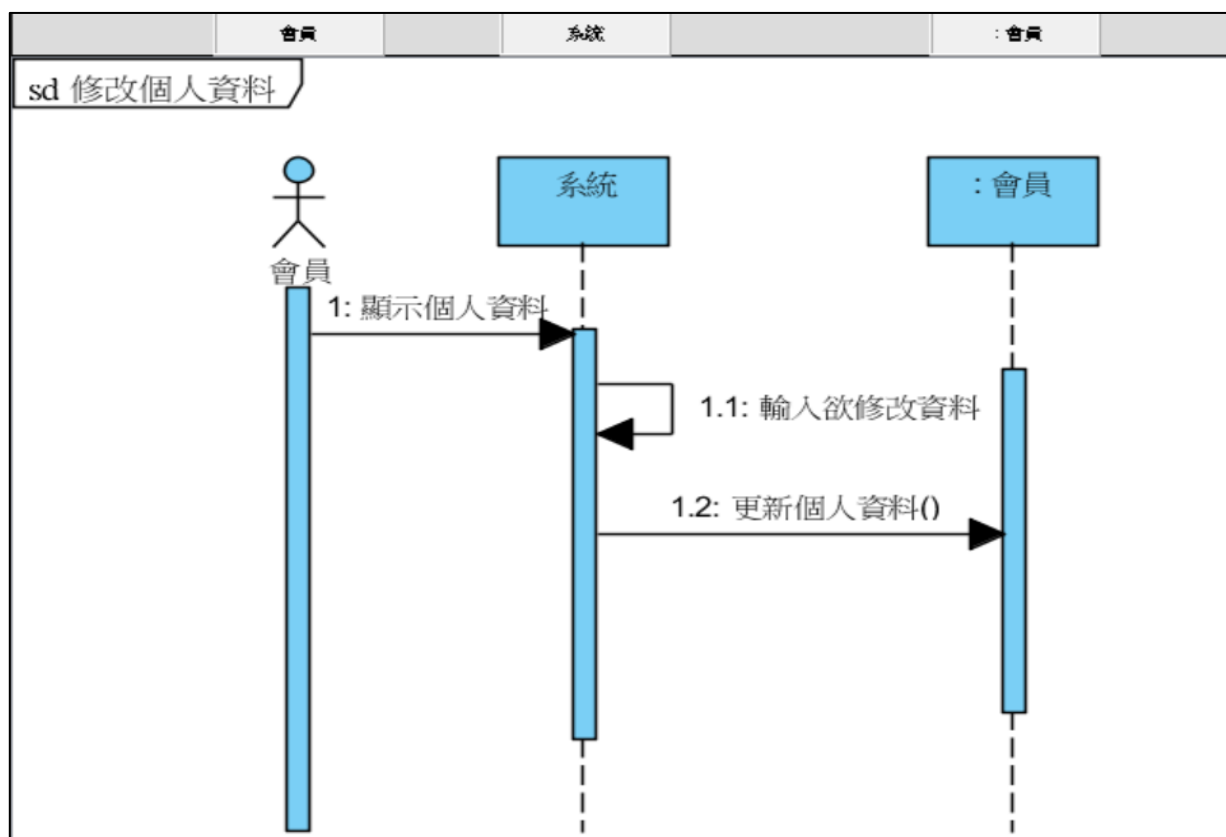 會員 系統 : 會員
sd 修改個人資料
系統 : 會員
會員
1: 顯示個人資料
1.1: 輸入欲修改資料
1.2: 更新個人資料()